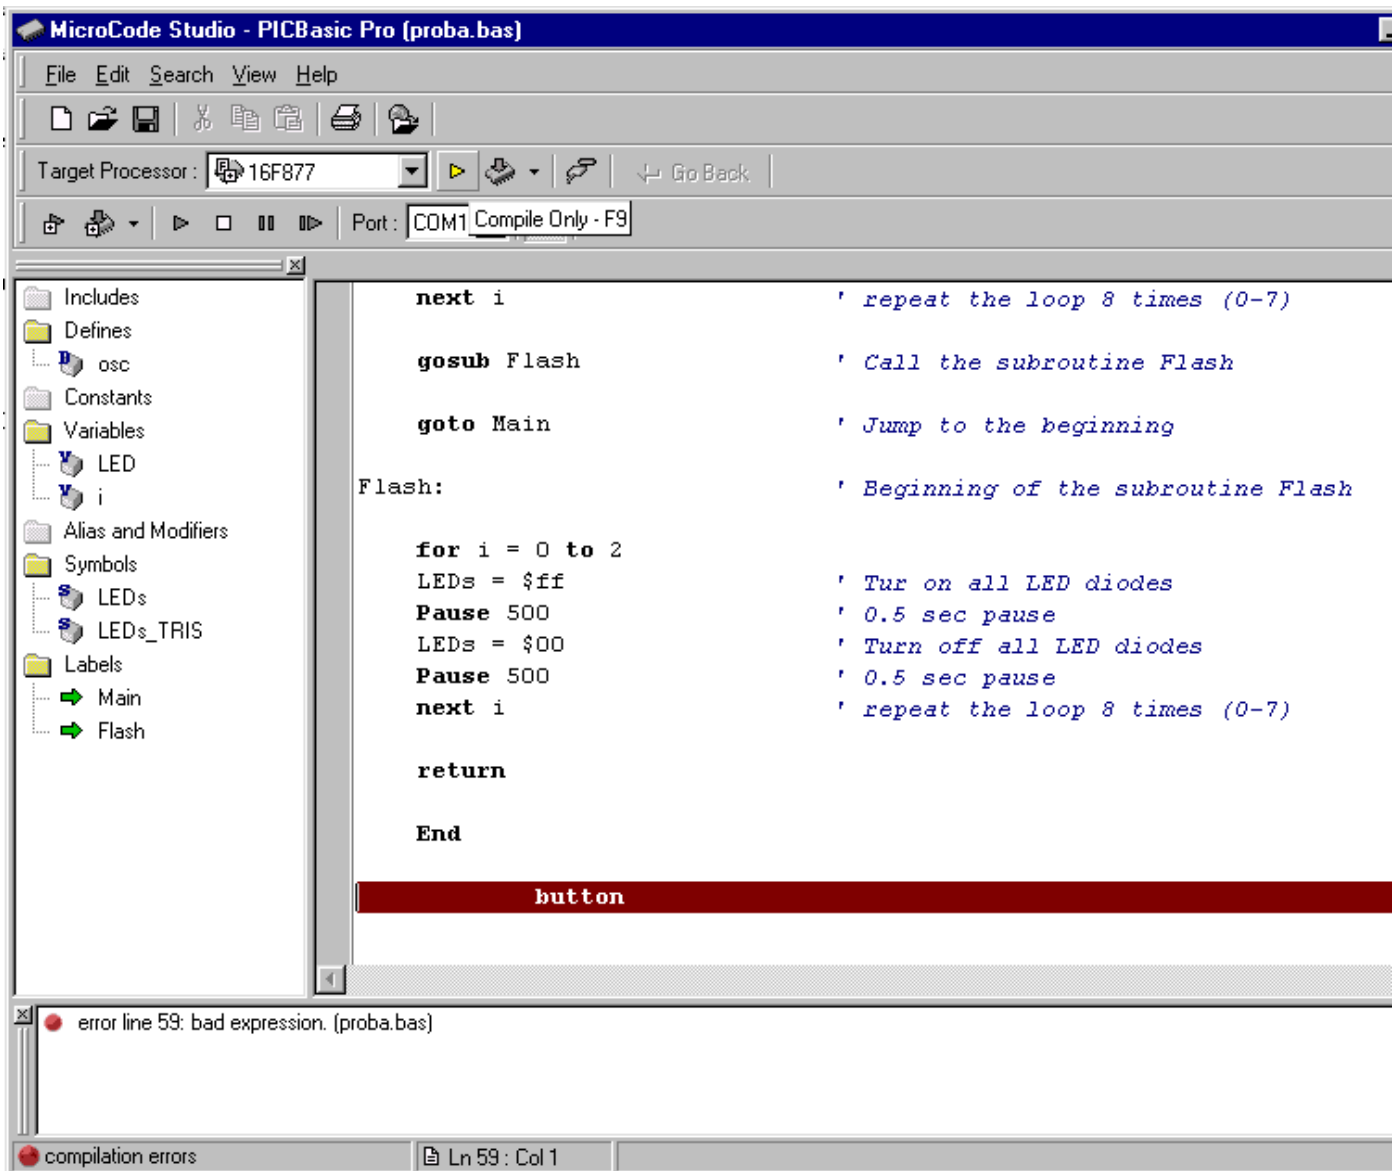 MicroCode Studio - PICBasic Pro (proba.bas)
File Edit Search View Help
Target Processor : 16F877 Go Back
Port : COM1 Compile Only - F9
Includes
Defines
osc
Constants
Variables
LED
i
Alias and Modifiers
Symbols
LEDs
LEDs_TRIS
Labels
Main
Flash
next i ' repeat the loop 8 times (0-7)
gosub Flash ' Call the subroutine Flash
goto Main ' Jump to the beginning
Flash: ' Beginning of the subroutine Flash
for i = 0 to 2
LEDs = $ff ' Tur on all LED diodes
Pause 500 ' 0.5 sec pause
LEDs = $00 ' Turn off all LED diodes
Pause 500 ' 0.5 sec pause
next i ' repeat the loop 8 times (0-7)
return
End
button
error line 59: bad expression. (proba.bas)
compilation errors Ln 59 : Col 1